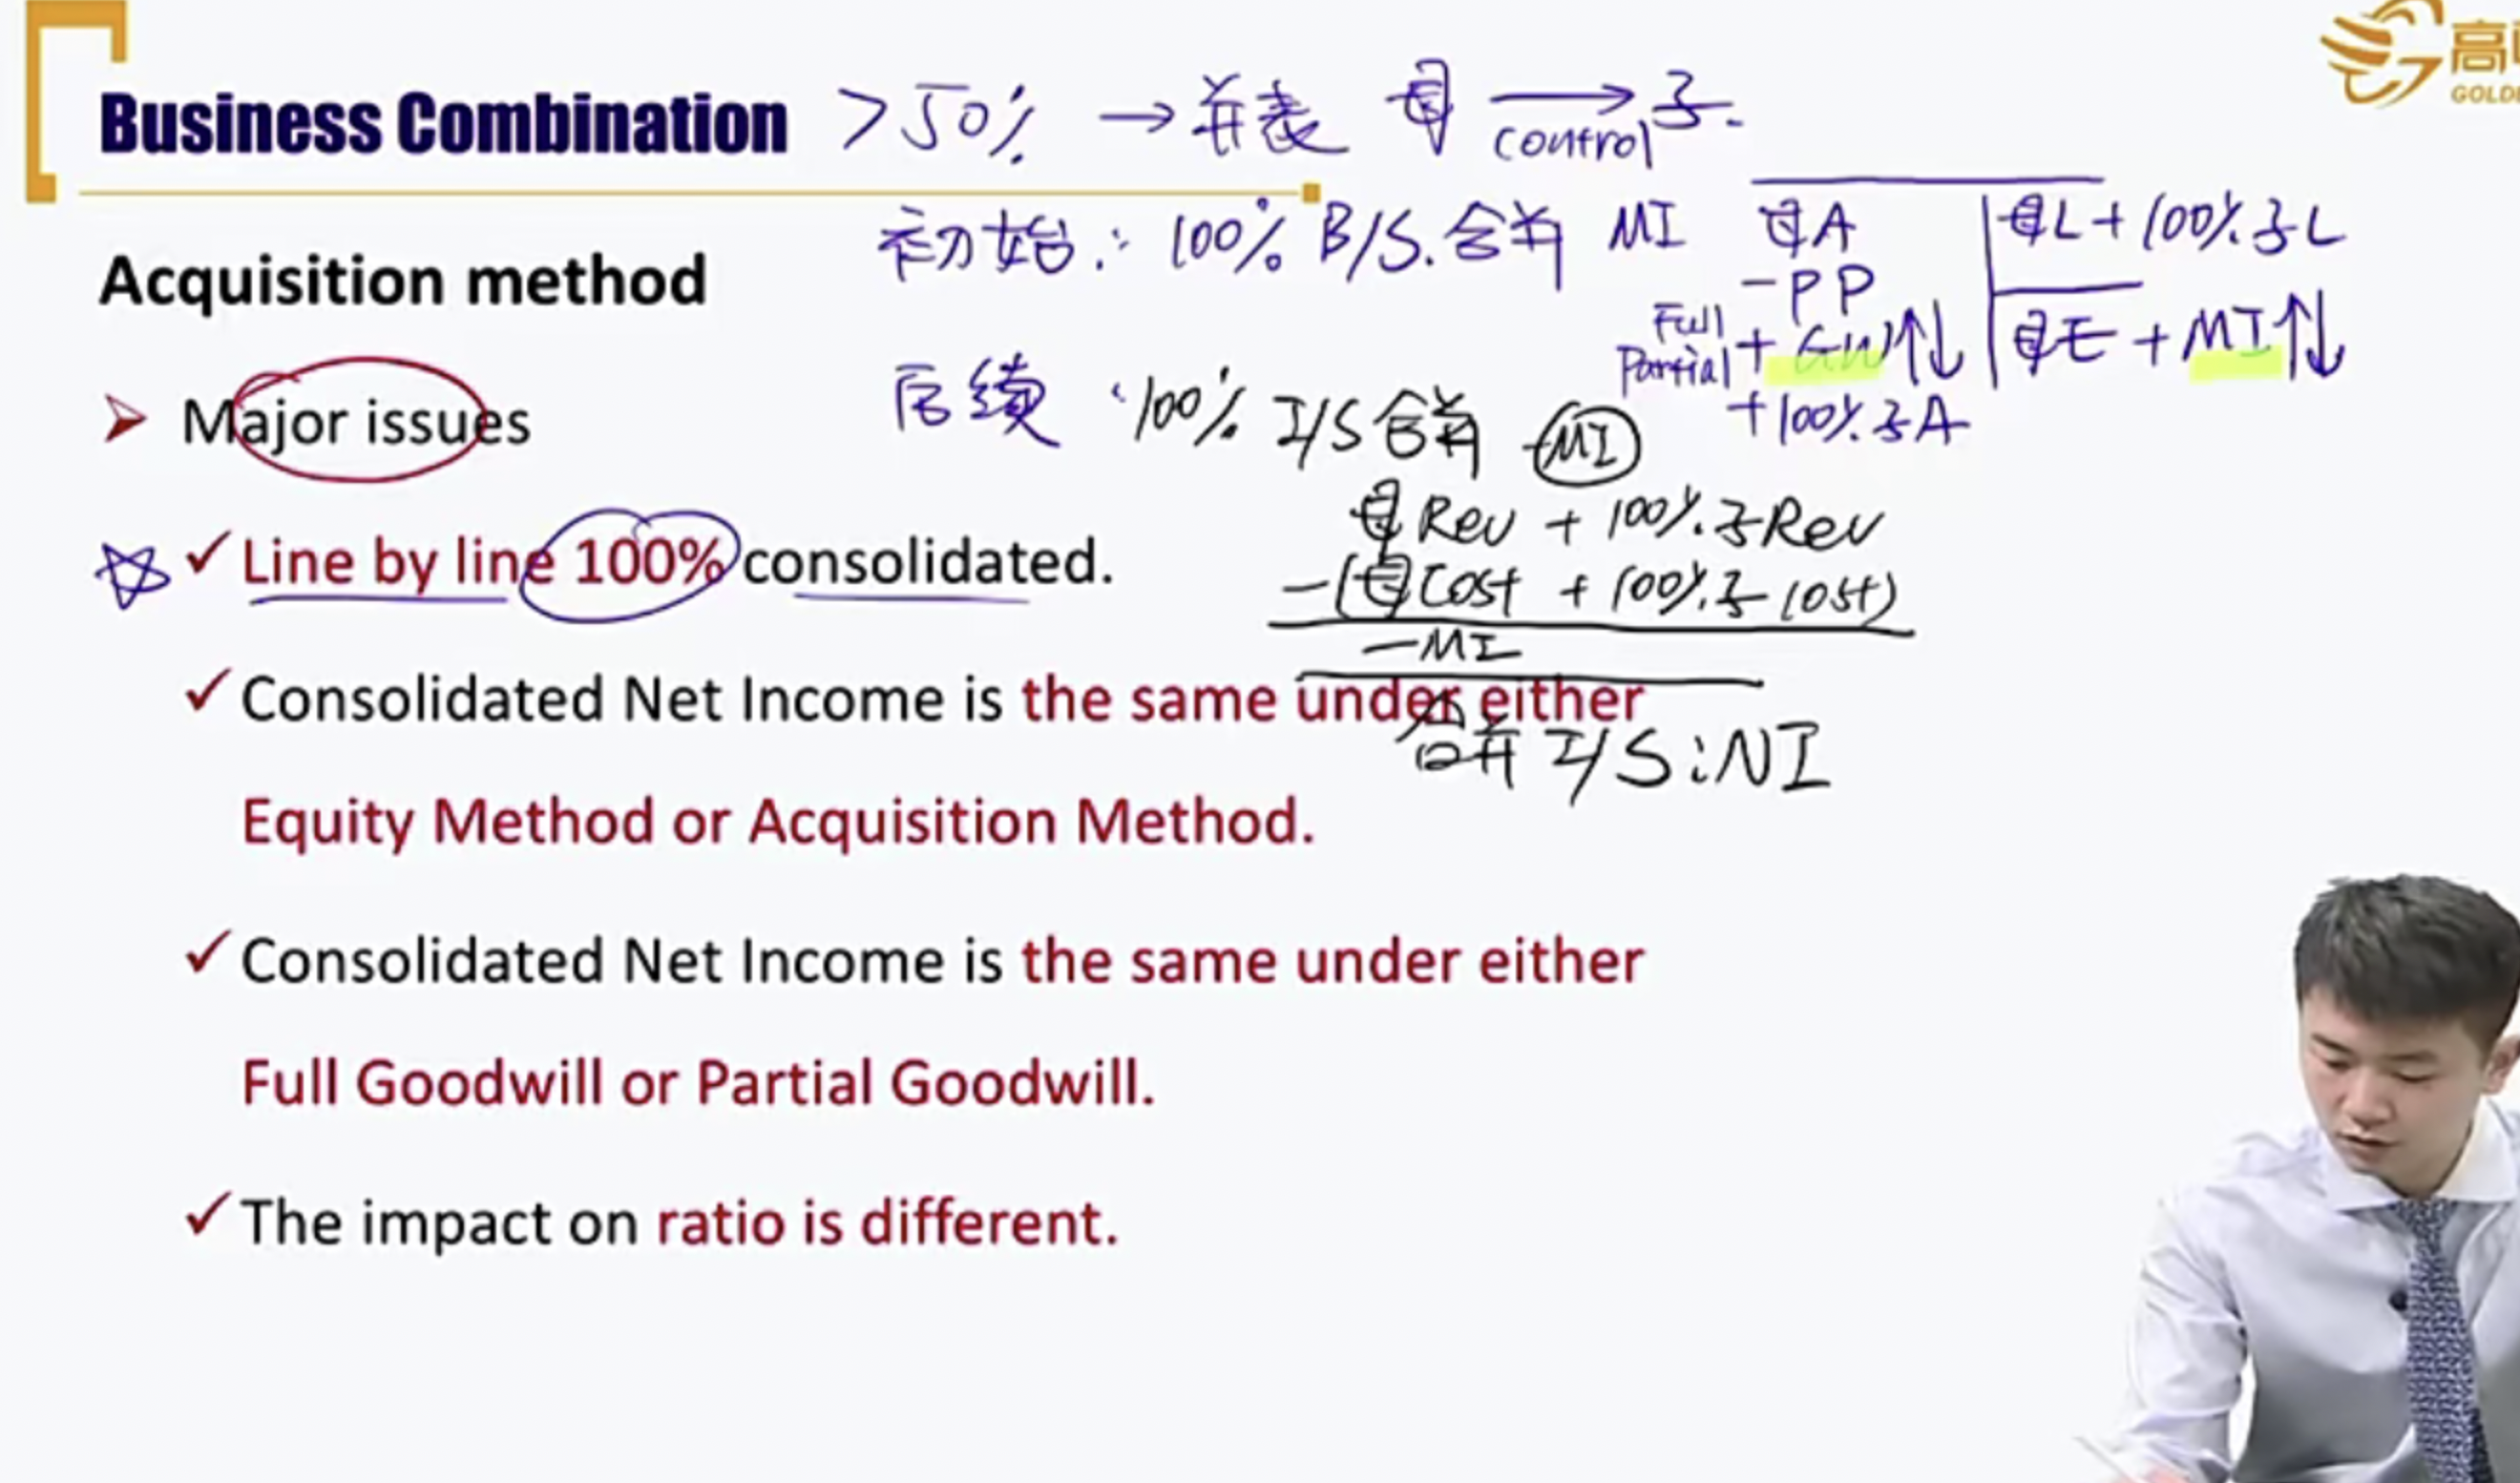 Business Combination >50% → 并表 母 control → 子.
高
GOLD
初始: 100% B/S.合并 MI
母A
-PP
Full
Partial
+ GW↑↓
+100%子A
母L + 100%子L
母E + MI↑↓
Acquisition method
后续 100% I/S合并 MI
母Rev + 100%子Rev
-(母Cost + 100%子Cost)
-MI
合并 I/S:NI
Major issues
✓ Line by line 100% consolidated.
✓ Consolidated Net Income is the same under either
Equity Method or Acquisition Method.
✓ Consolidated Net Income is the same under either
Full Goodwill or Partial Goodwill.
✓ The impact on ratio is different.